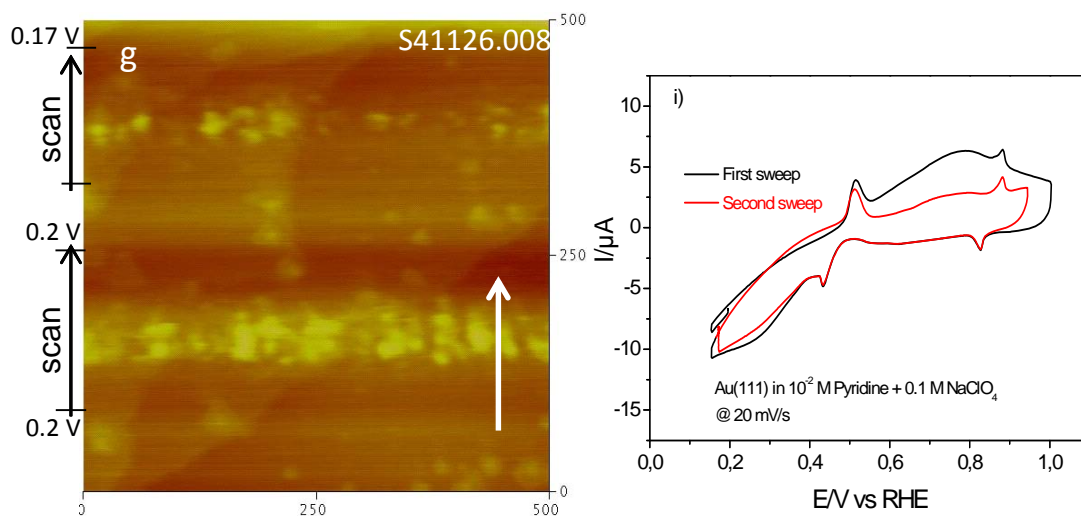 0.17 V
g
S41126.008
scan
0.2 V
scan
0.2 V
500
250
0
0
250
500
i)
First sweep
Second sweep
10
5
0
-5
-10
-15
I/µA
Au(111) in 10⁻² M Pyridine + 0.1 M NaClO₄
@ 20 mV/s
0,0 0,2 0,4 0,6 0,8 1,0
E/V vs RHE